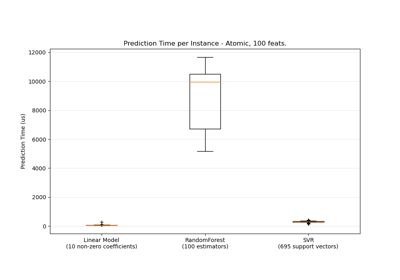 Prediction Time per Instance - Atomic, 100 feats.
12000
10000
8000
6000
4000
2000
0
Prediction Time (us)
Linear Model
(10 non-zero coefficients)
RandomForest
(100 estimators)
SVR
(695 support vectors)